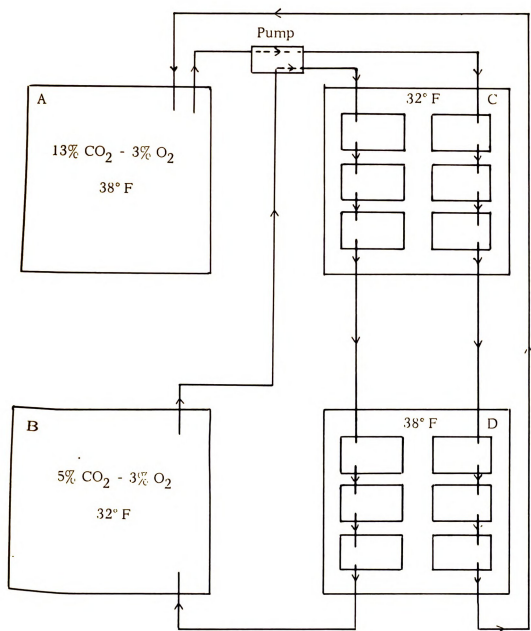 Pump
A
13% CO2 - 3% O2
38° F
32° F C
B
5% CO2 - 3% O2
32° F
38° F D